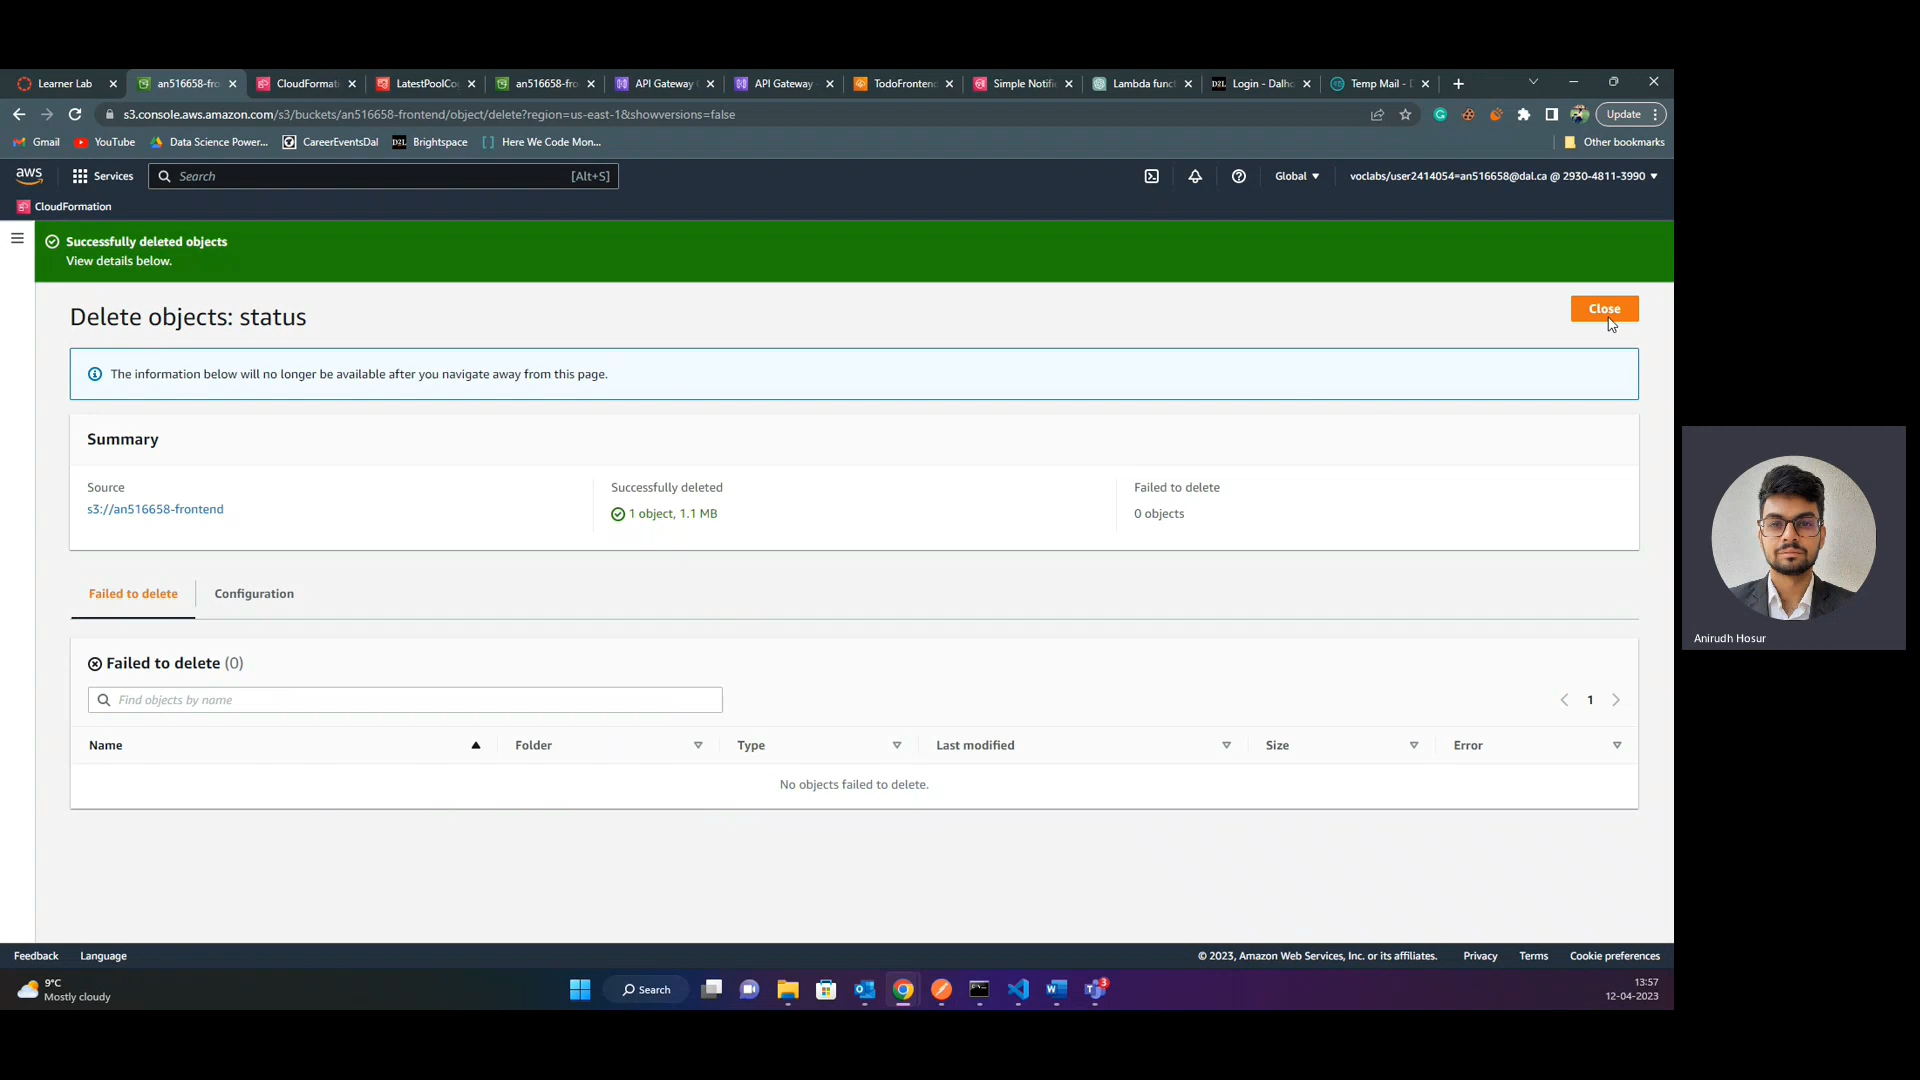 Learner Lab
an516658-fro
CloudFormati
LatestPoolCo
an516658-fro
API Gateway
API Gateway -
TodoFrontend
Simple Notifi
Lambda func
Login - Dalho
Temp Mail - D
s3.console.aws.amazon.com/s3/buckets/an516658-frontend/object/delete?region=us-east-1&showversions=false
Update
Gmail
YouTube
Data Science Power...
CareerEventsDal
D2L
Brightspace
Here We Code Mon...
Other bookmarks
aws
Services
Search
[Alt+S]
Global
voclabs/user2414054=an516658@dal.ca @ 2930-4811-3990
CloudFormation
Successfully deleted objects
View details below.
Delete objects: status
Close
The information below will no longer be available after you navigate away from this page.
Summary
Source
Successfully deleted
Failed to delete
s3://an516658-frontend
1 object, 1.1 MB
0 objects
Failed to delete
Configuration
Failed to delete (0)
Find objects by name
1
Name
Folder
Type
Last modified
Size
Error
No objects failed to delete.
Anirudh Hosur
Feedback
Language
© 2023, Amazon Web Services, Inc. or its affiliates.
Privacy
Terms
Cookie preferences
9°C
Mostly cloudy
Search
3
13:57
12-04-2023